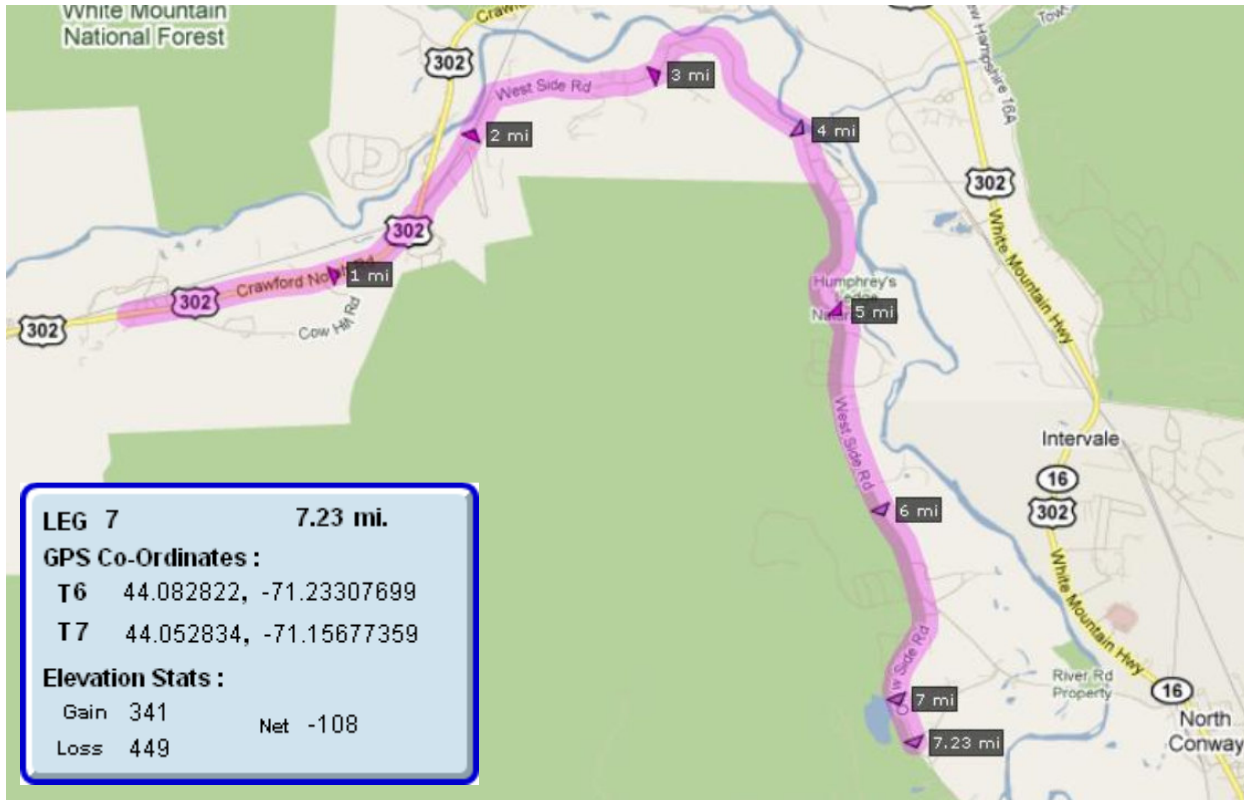 White Mountain
National Forest
302
302
302
302
302
302
16
16
West Side Rd
3 mi
2 mi
4 mi
Crawford Notch Rd
1 mi
Cow Hill Rd
Humphrey's
Ledge
5 mi
White Mountain Hwy
New Hampshire 16A
West Side Rd
Intervale
6 mi
White Mountain Hwy
Side Rd
River Rd
Property
7 mi
North
Conway
7.23 mi
LEG 7 7.23 mi.
GPS Co-Ordinates :
T6 44.082822, -71.23307699
T7 44.052834, -71.15677359
Elevation Stats :
Gain 341
Net -108
Loss 449